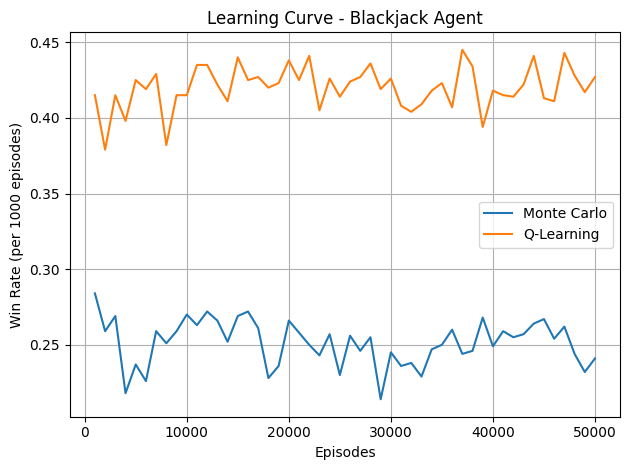 Learning Curve - Blackjack Agent
Win Rate (per 1000 episodes)
0.45
0.40
0.35
0.30
0.25
Monte Carlo
Q-Learning
0
10000
20000
30000
40000
50000
Episodes